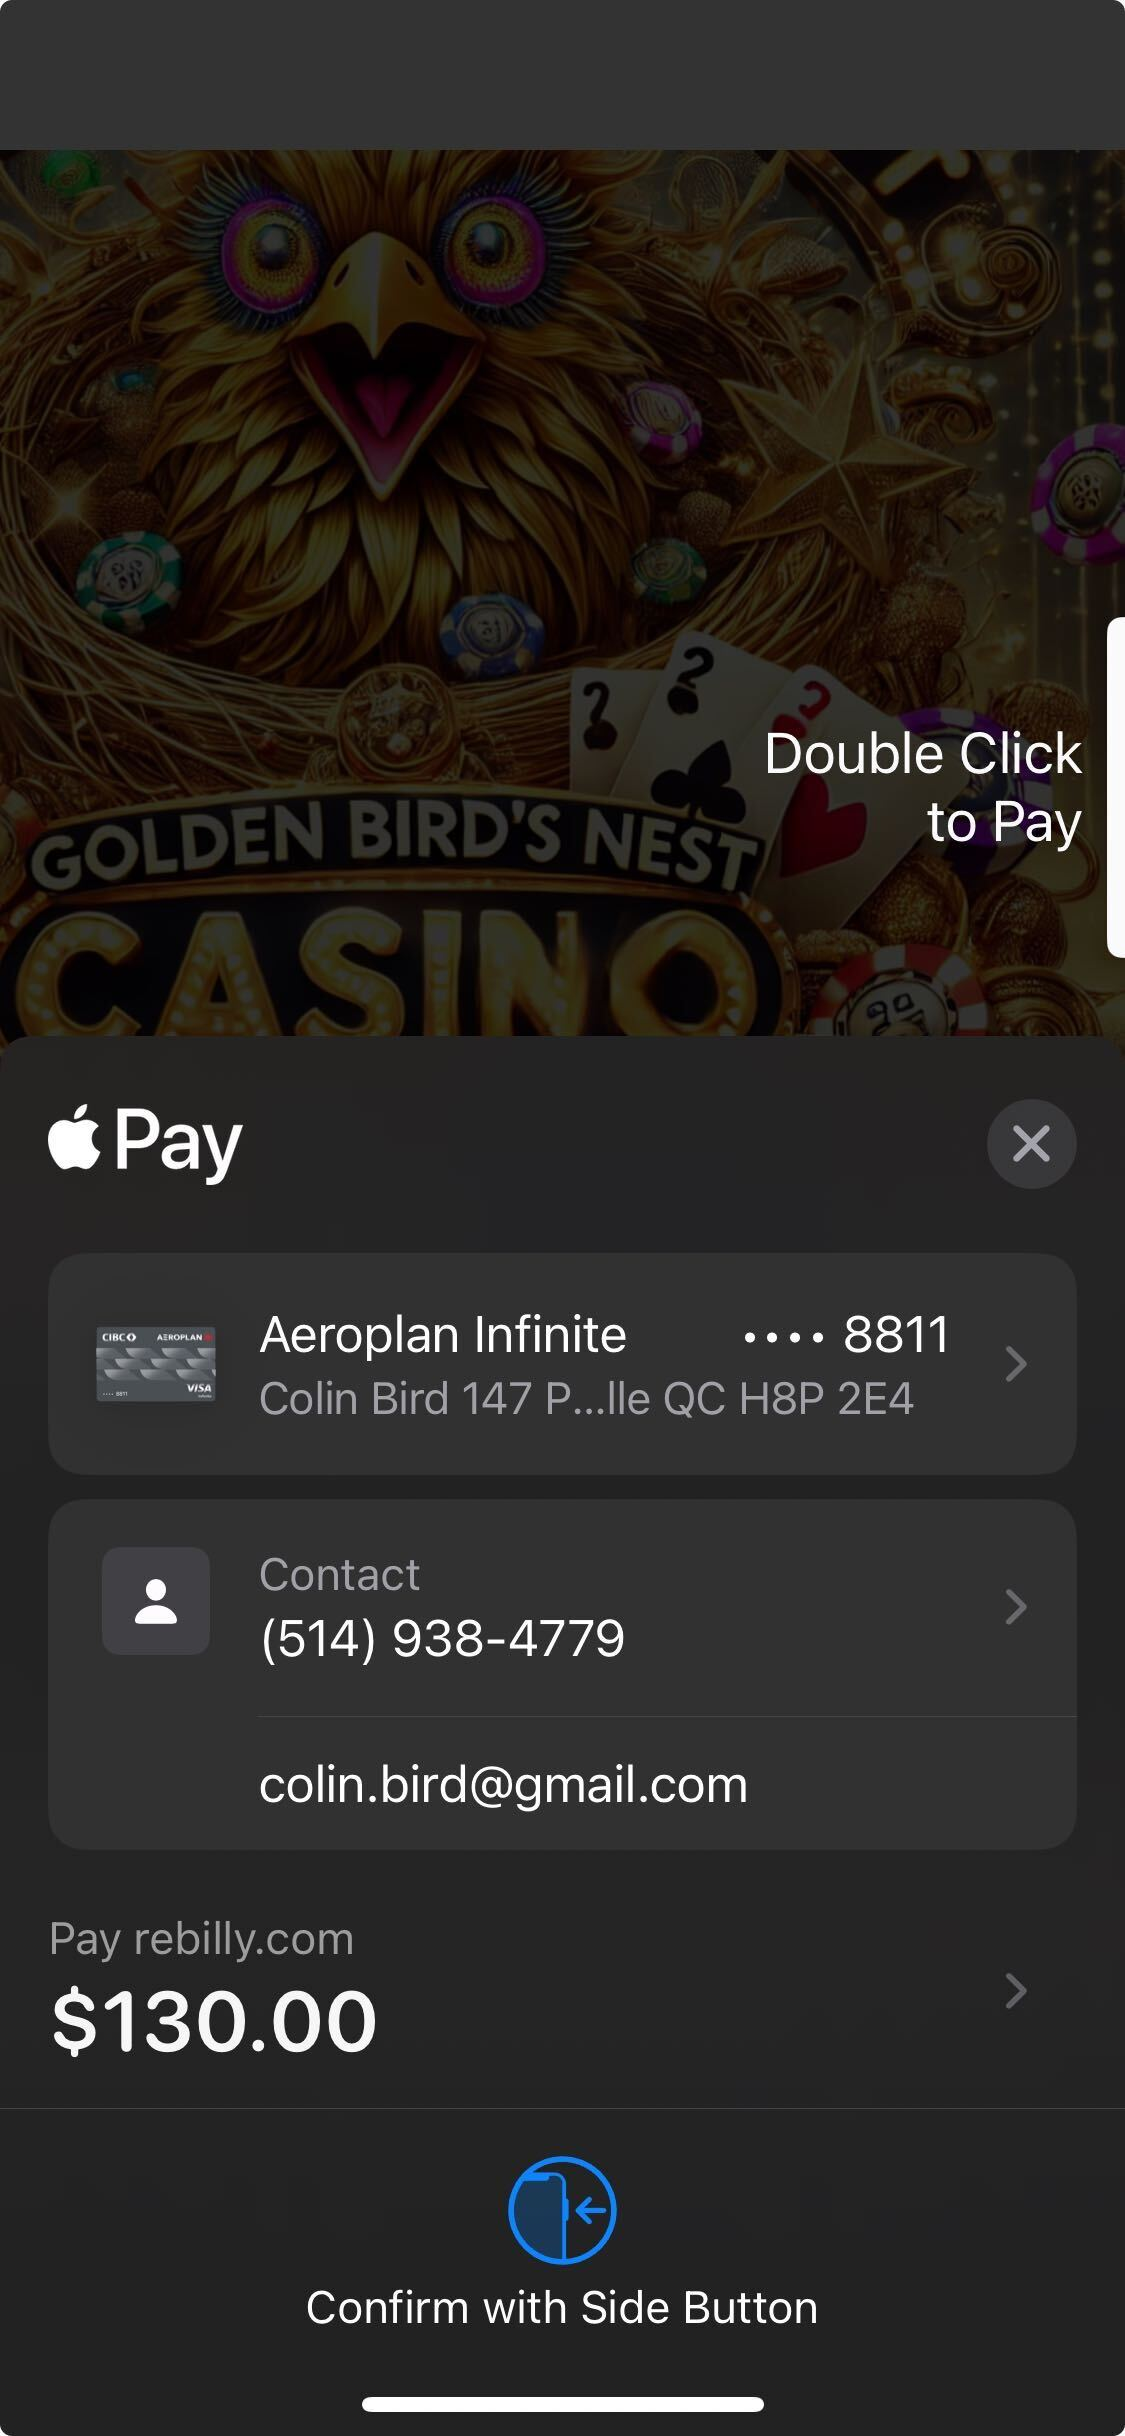 Double Click
to Pay
GOLDEN BIRD'S NEST
CASINO
Pay
CIBC AEROPLAN
•••• 8811
VISA
Infinite
Aeroplan Infinite •••• 8811
Colin Bird 147 P...lle QC H8P 2E4
Contact
(514) 938-4779
colin.bird@gmail.com
Pay rebilly.com
$130.00
Confirm with Side Button